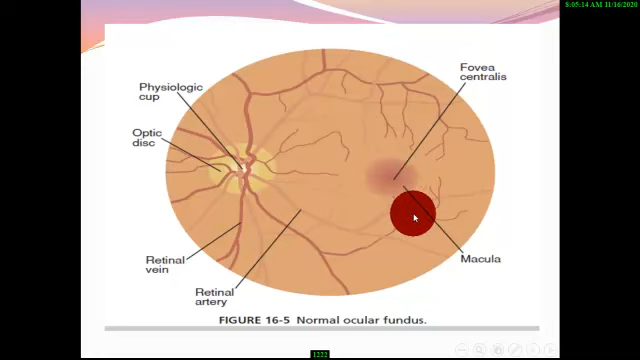 8:05:14 AM 11/16/2020
Fovea
centralis
Physiologic
cup
Optic
disc
Retinal
vein
Macula
Retinal
artery
FIGURE 16-5 Normal ocular fundus.
1222